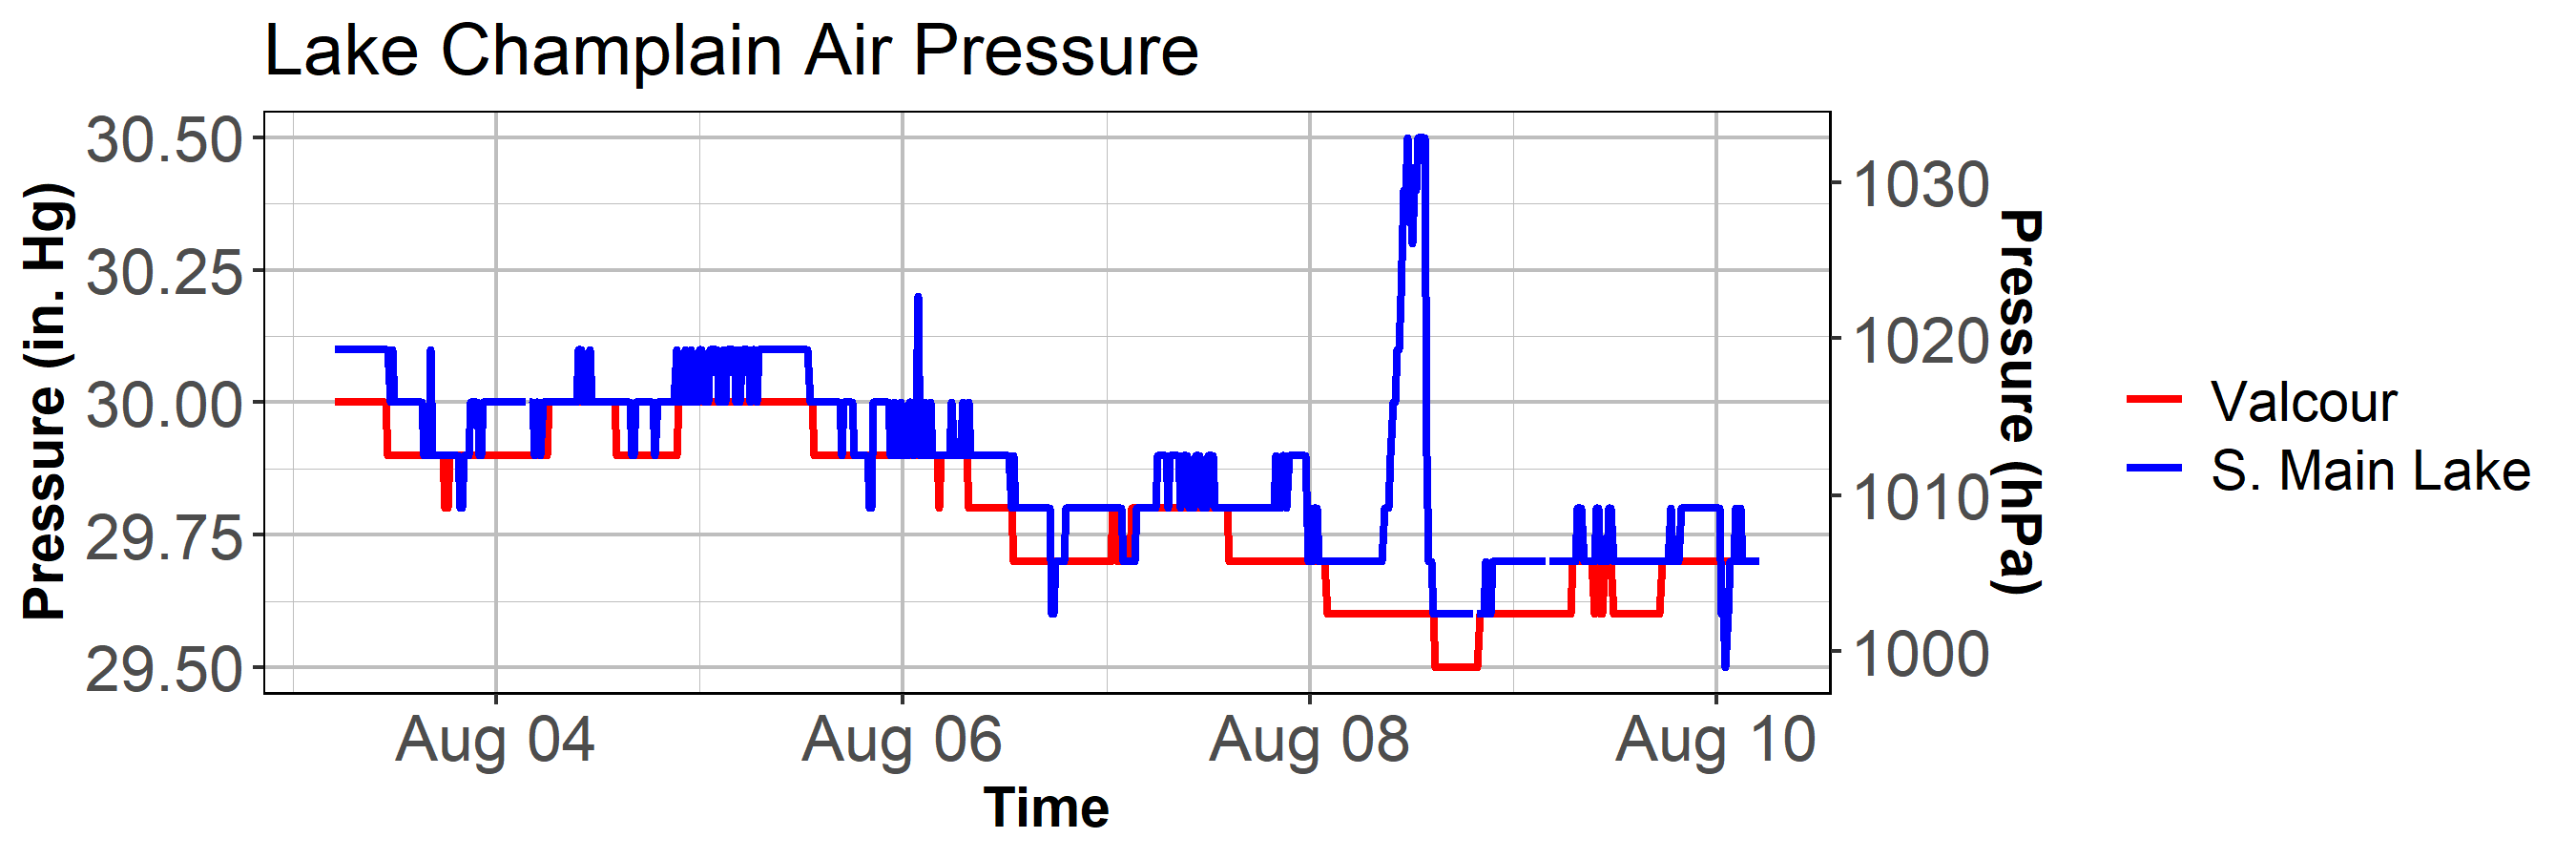 Lake Champlain Air Pressure
Pressure (in. Hg)
30.50
30.25
30.00
29.75
29.50
1030
1020
1010
1000
Pressure (hPa)
Valcour
S. Main Lake
Aug 04
Aug 06
Aug 08
Aug 10
Time